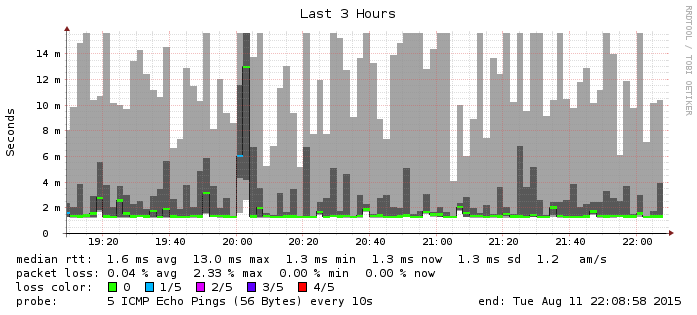 Last 3 Hours
RRDTOOL / TOBI OETIKER
Seconds
14 m
12 m
10 m
8 m
6 m
4 m
2 m
0
19:20 19:40 20:00 20:20 20:40 21:00 21:20 21:40 22:00
median rtt: 1.6 ms avg 13.0 ms max 1.3 ms min 1.3 ms now 1.3 ms sd 1.2 am/s
packet loss: 0.04 % avg 2.33 % max 0.00 % min 0.00 % now
loss color: 0 1/5 2/5 3/5 4/5
probe: 5 ICMP Echo Pings (56 Bytes) every 10s end: Tue Aug 11 22:08:58 2015